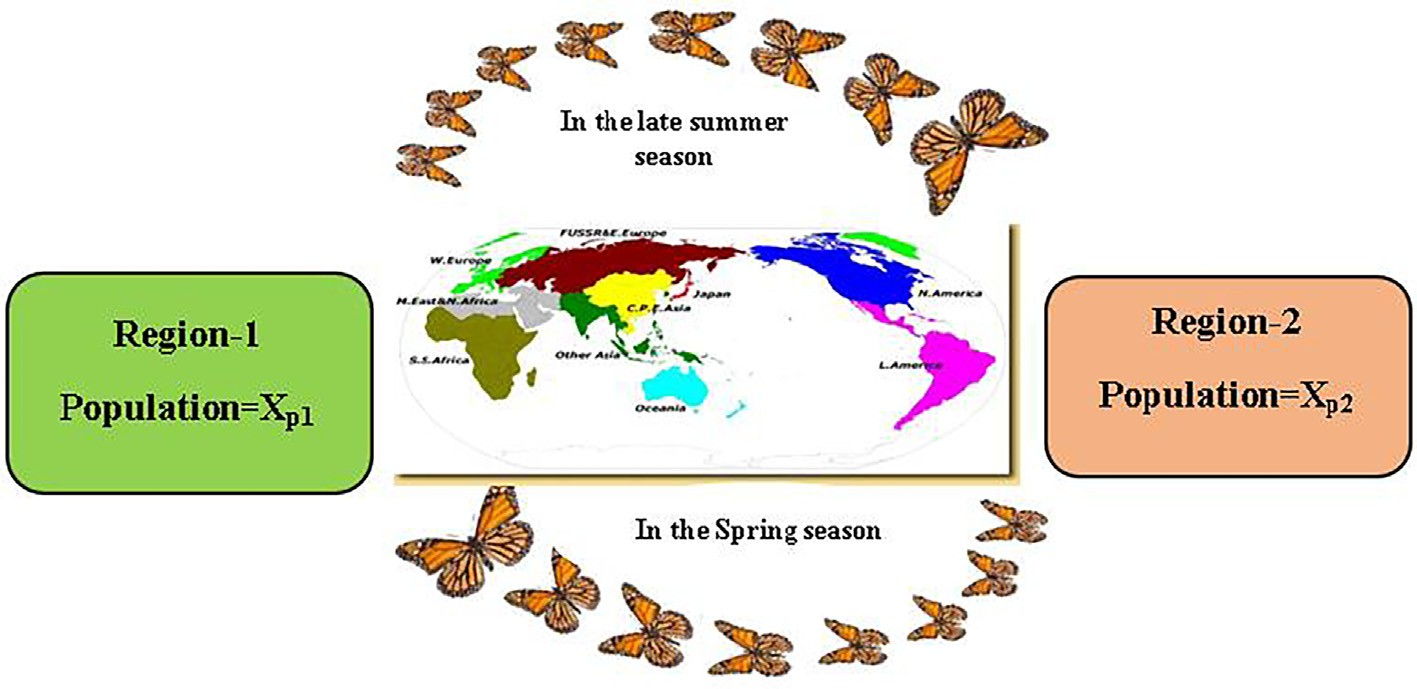 In the late summer
season
FUSSR&E.Europe
W.Europe
M.East&N.Africa
Japan
C.P.E.Asia
N.America
S.S.Africa
Other Asia
L.America
Oceania
Region-1
Population=Xp1
Region-2
Population=Xp2
In the Spring season